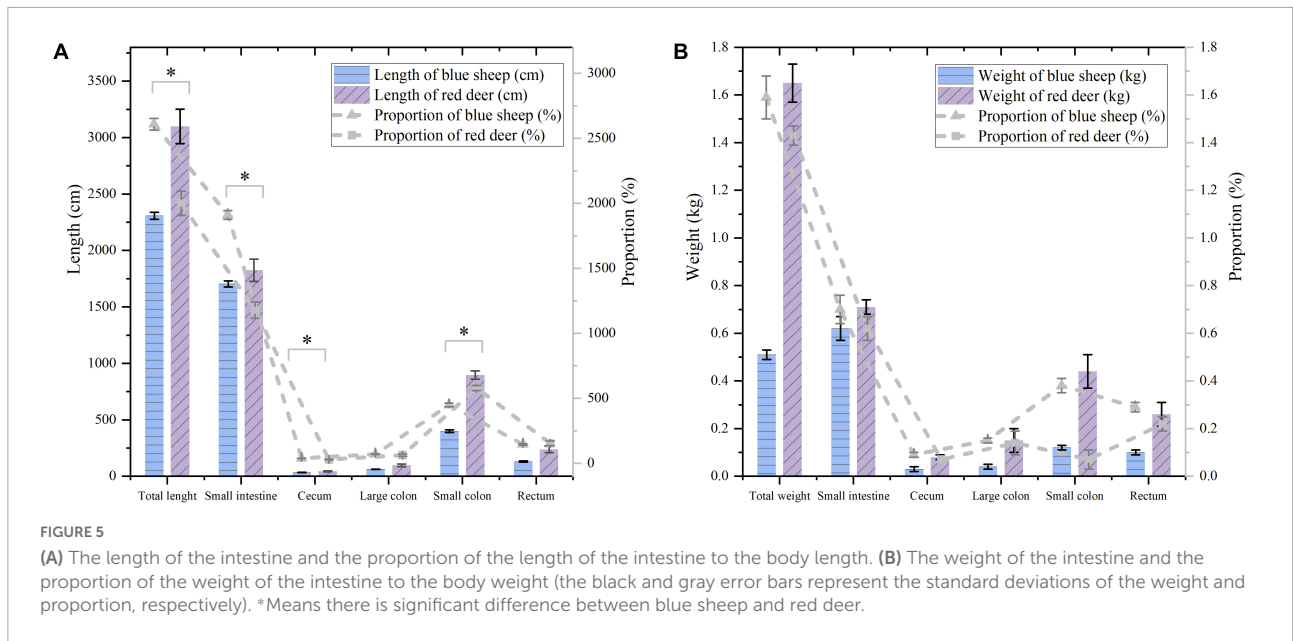 A
Length (cm)
3500
3000
2500
2000
1500
1000
500
0
* * * *
Length of blue sheep (cm)
Length of red deer (cm)
Proportion of blue sheep (%)
Proportion of red deer (%)
3000
2500
2000
1500
1000
500
0
Proportion (%)
Total lenght Small intestine Cecum Large colon Small colon Rectum
B
Weight (kg)
1.8
1.6
1.4
1.2
1.0
0.8
0.6
0.4
0.2
0.0
Weight of blue sheep (kg)
Weight of red deer (kg)
Proportion of blue sheep (%)
Proportion of red deer (%)
1.8
1.6
1.4
1.2
1.0
0.8
0.6
0.4
0.2
0.0
Proportion (%)
Total weight Small intestine Cecum Large colon Small colon Rectum
FIGURE 5
(A) The length of the intestine and the proportion of the length of the intestine to the body length. (B) The weight of the intestine and the
proportion of the weight of the intestine to the body weight (the black and gray error bars represent the standard deviations of the weight and
proportion, respectively). *Means there is significant difference between blue sheep and red deer.